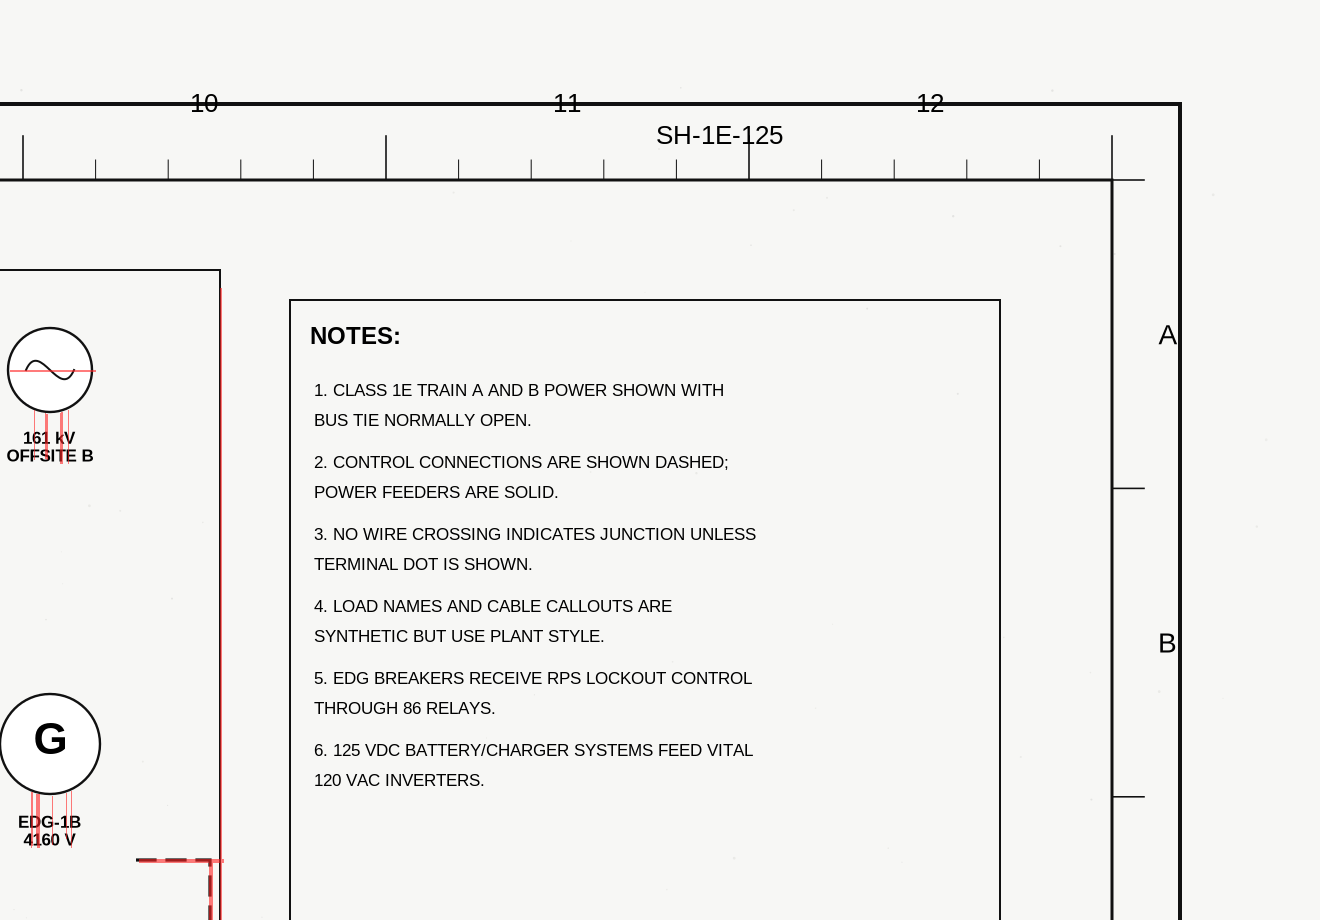 10
11
12
SH-1E-125
A
B
161 kV
OFFSITE B
G
EDG-1B
4160 V
NOTES:
1. CLASS 1E TRAIN A AND B POWER SHOWN WITH
BUS TIE NORMALLY OPEN.
2. CONTROL CONNECTIONS ARE SHOWN DASHED;
POWER FEEDERS ARE SOLID.
3. NO WIRE CROSSING INDICATES JUNCTION UNLESS
TERMINAL DOT IS SHOWN.
4. LOAD NAMES AND CABLE CALLOUTS ARE
SYNTHETIC BUT USE PLANT STYLE.
5. EDG BREAKERS RECEIVE RPS LOCKOUT CONTROL
THROUGH 86 RELAYS.
6. 125 VDC BATTERY/CHARGER SYSTEMS FEED VITAL
120 VAC INVERTERS.